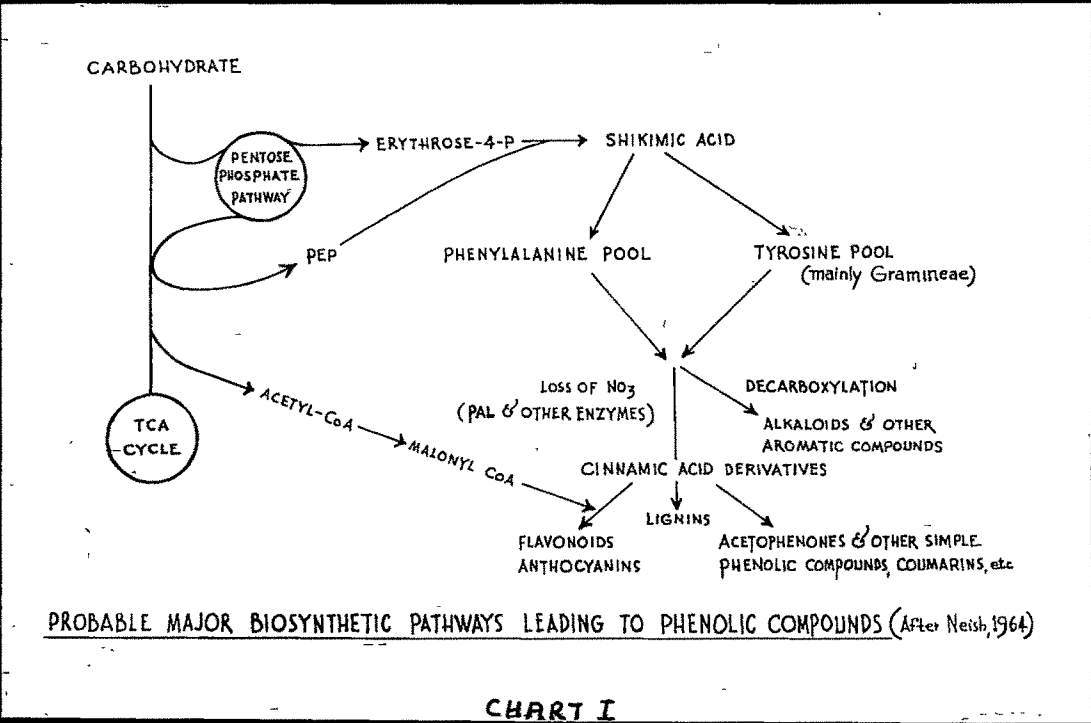 CARBOHYDRATE
PENTOSE
PHOSPHATE
PATHWAY
ERYTHROSE-4-P
SHIKIMIC ACID
PEP
PHENYLALANINE POOL
TYROSINE POOL
(mainly Gramineae)
LOSS OF NO3
(PAL & OTHER ENZYMES)
DECARBOXYLATION
ALKALOIDS & OTHER
AROMATIC COMPOUNDS
ACETYL-COA
TCA
CYCLE
MALONYL COA
CINNAMIC ACID DERIVATIVES
LIGNINS
FLAVONOIDS
ANTHOCYANINS
ACETOPHENONES & OTHER SIMPLE
PHENOLIC COMPOUNDS, COUMARINS, etc
PROBABLE MAJOR BIOSYNTHETIC PATHWAYS LEADING TO PHENOLIC COMPOUNDS (After Neish, 1964)
CHART I